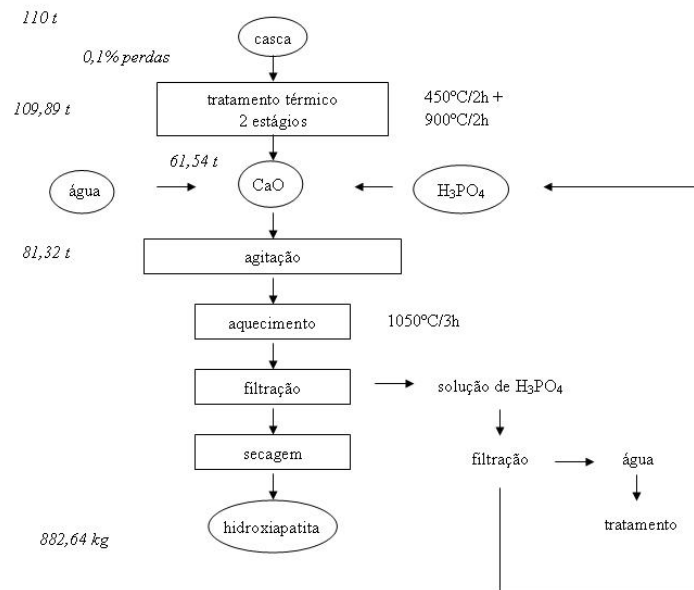 110 t
casca
0,1% perdas
109,89 t
tratamento térmico
2 estágios
450°C/2h +
900°C/2h
61,54 t
água
CaO
H₃PO₄
81,32 t
agitação
aquecimento
1050°C/3h
filtração
solução de H₃PO₄
secagem
filtração
água
hidroxiapatita
tratamento
882,64 kg